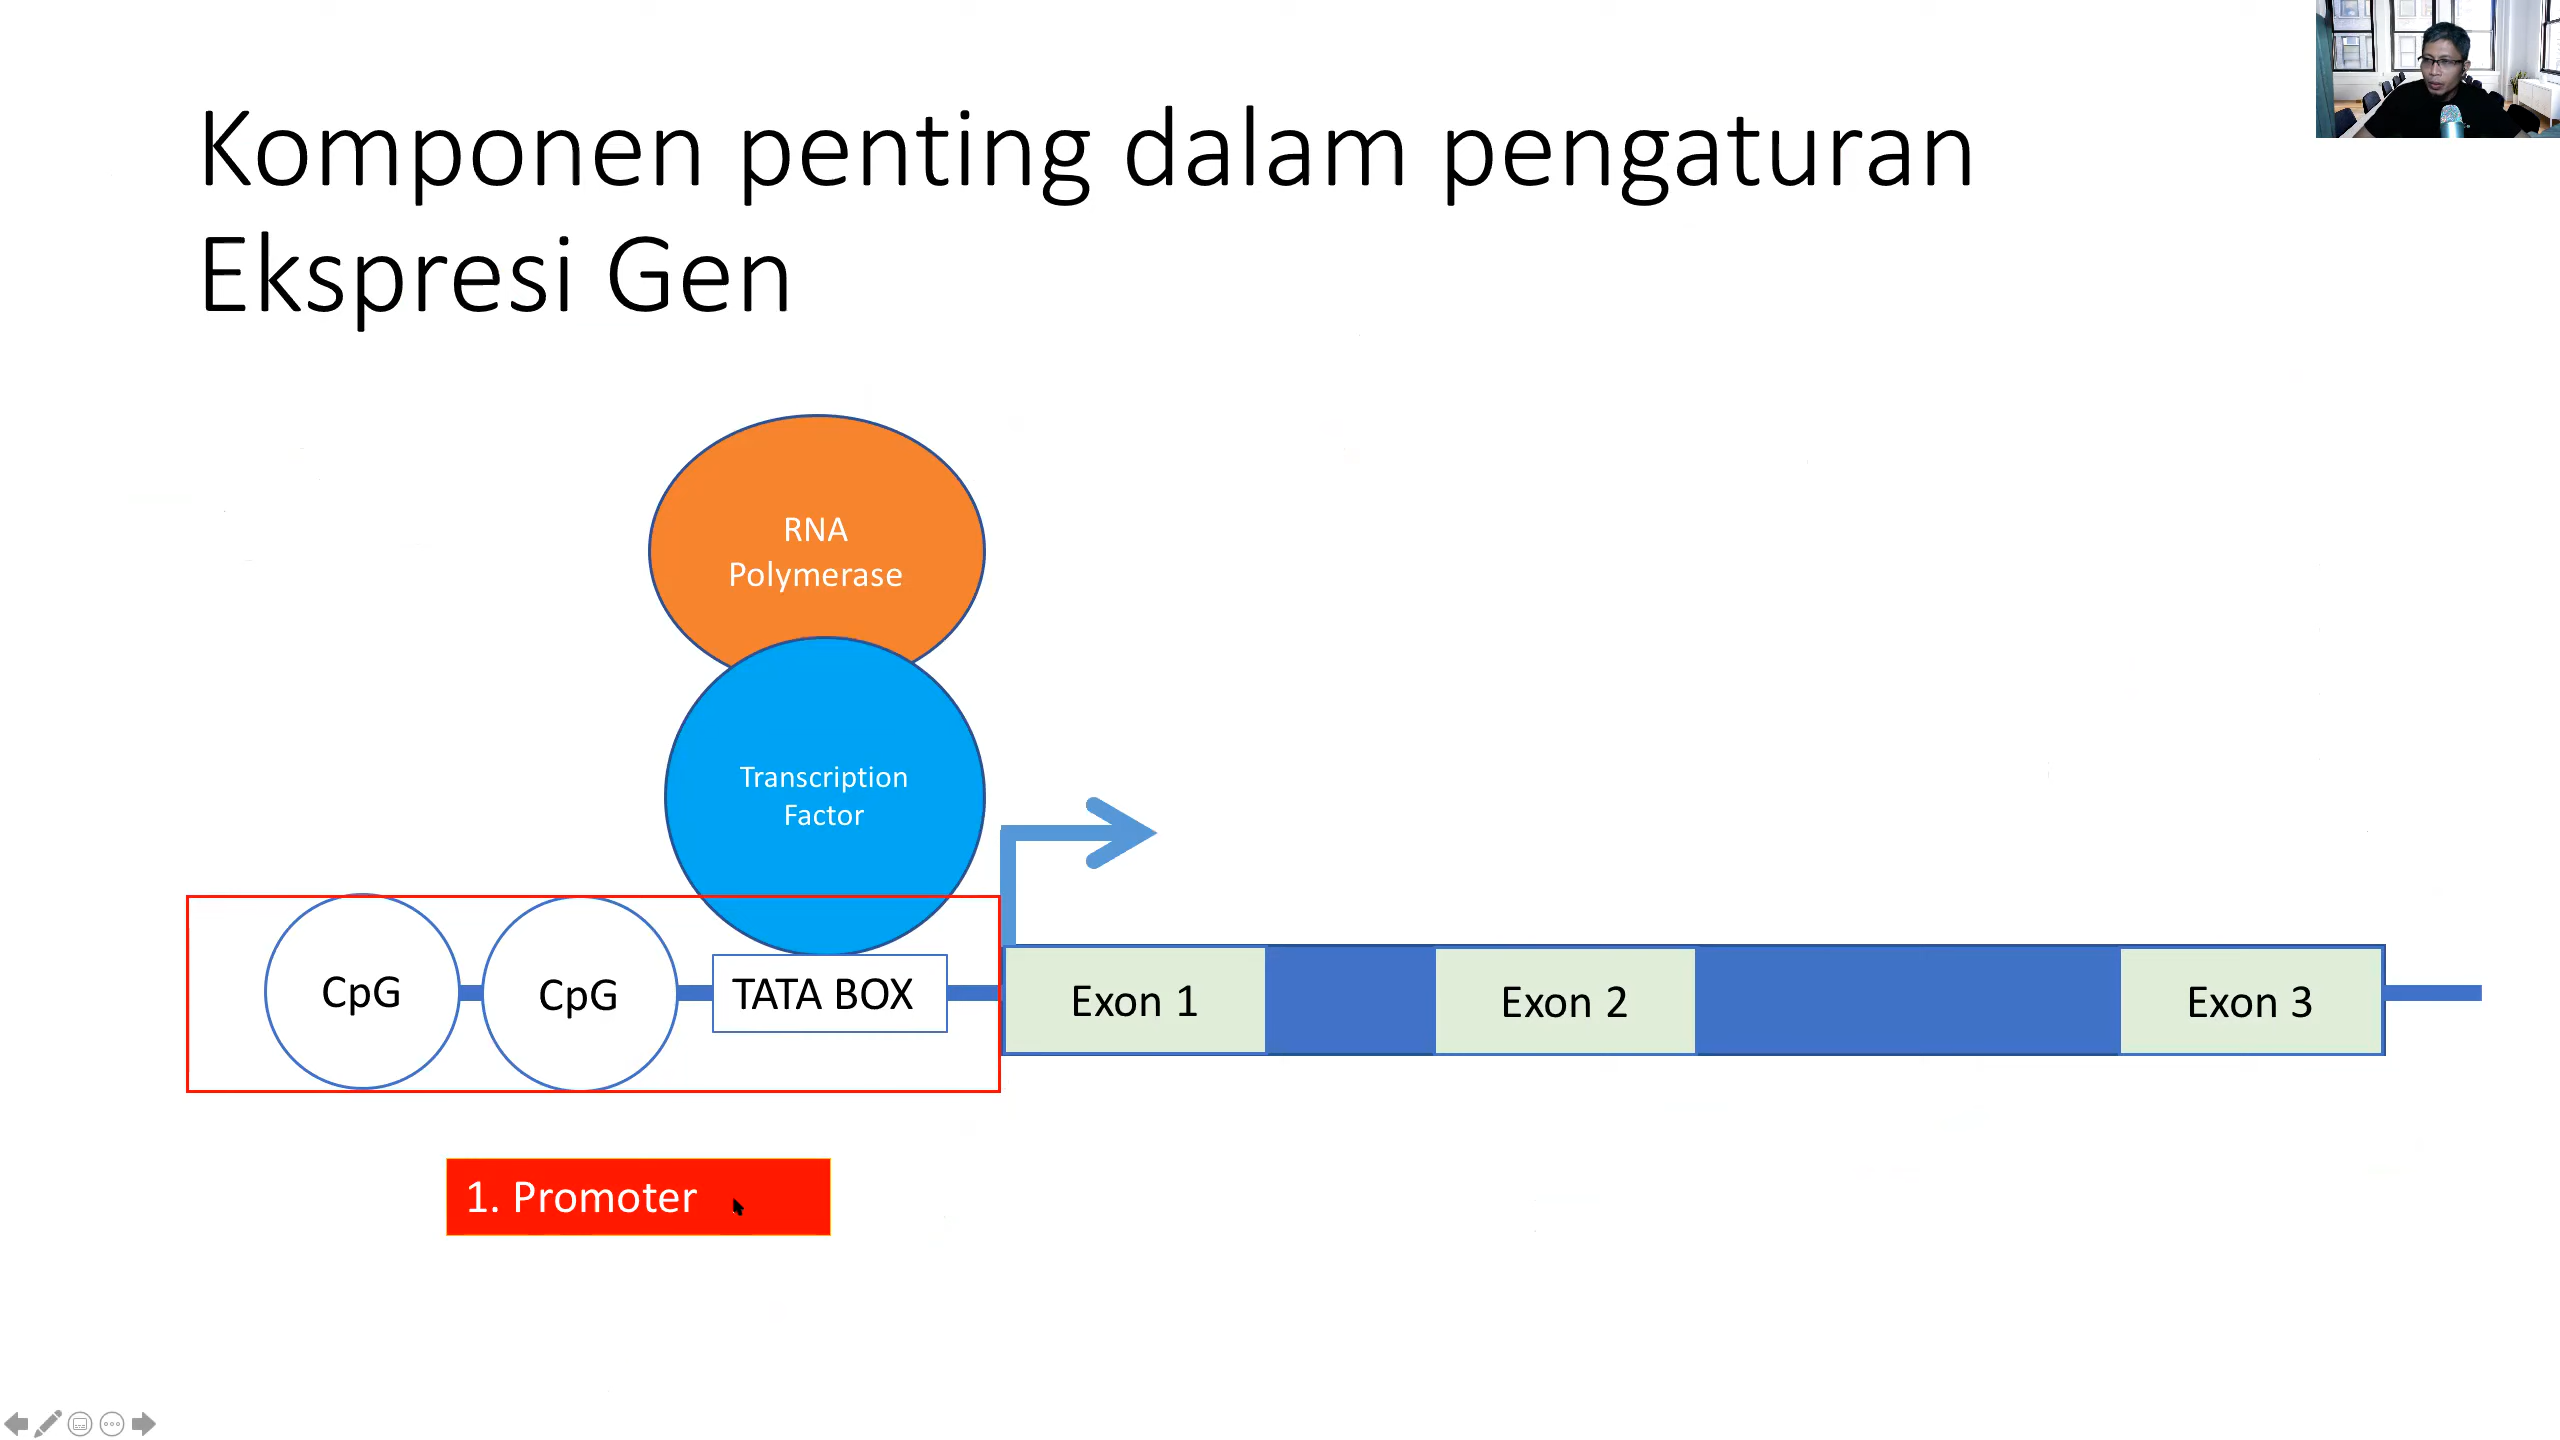 Komponen penting dalam pengaturan
Ekspresi Gen
RNA
Polymerase
Transcription
Factor
CpG
CpG
TATA BOX
Exon 1
Exon 2
Exon 3
1. Promoter